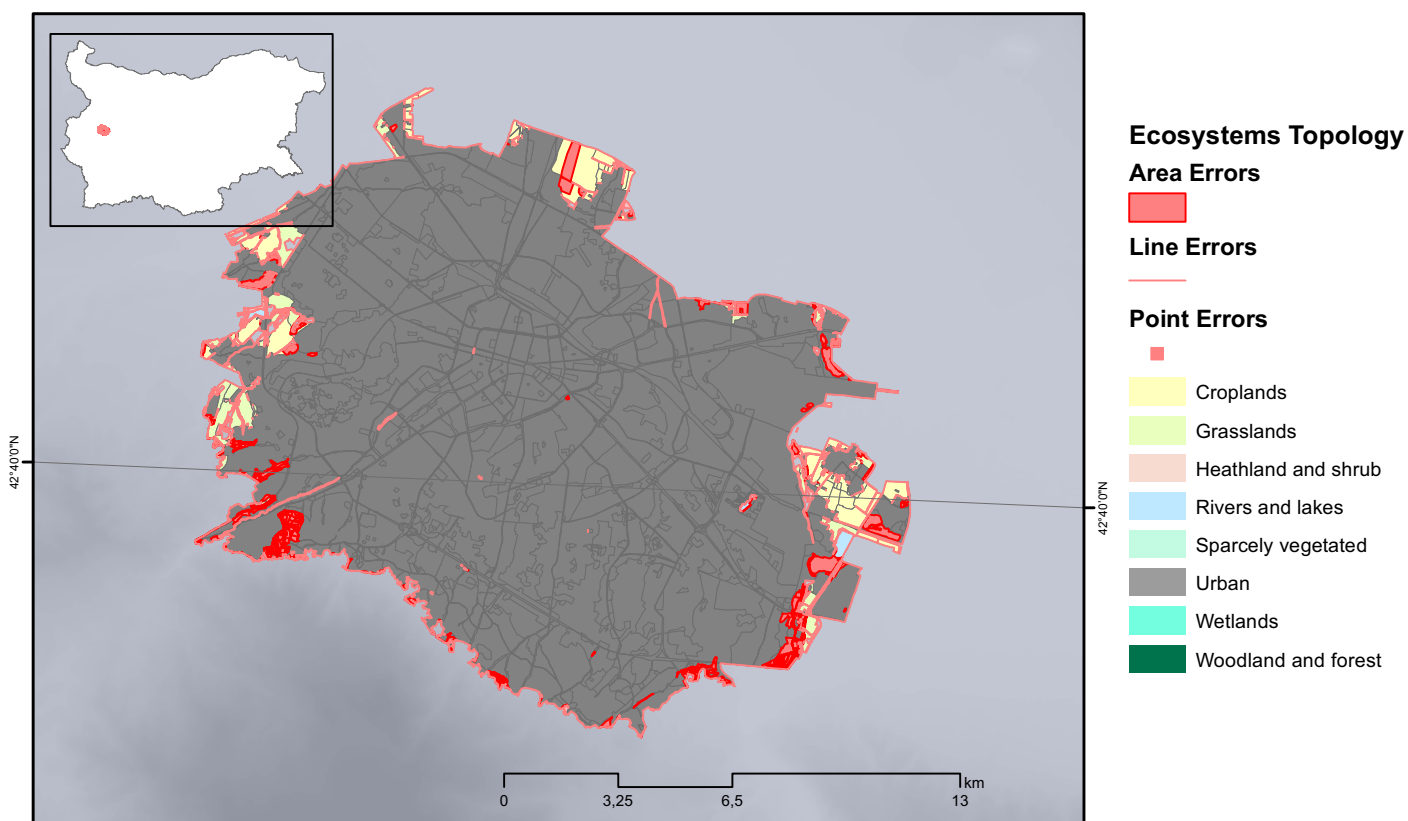 Ecosystems Topology
Area Errors
Line Errors
Point Errors
Croplands
Grasslands
Heathland and shrub
Rivers and lakes
Sparcely vegetated
Urban
Wetlands
Woodland and forest
42°40'0"N
42°40'0"N
km
0 3,25 6,5 13